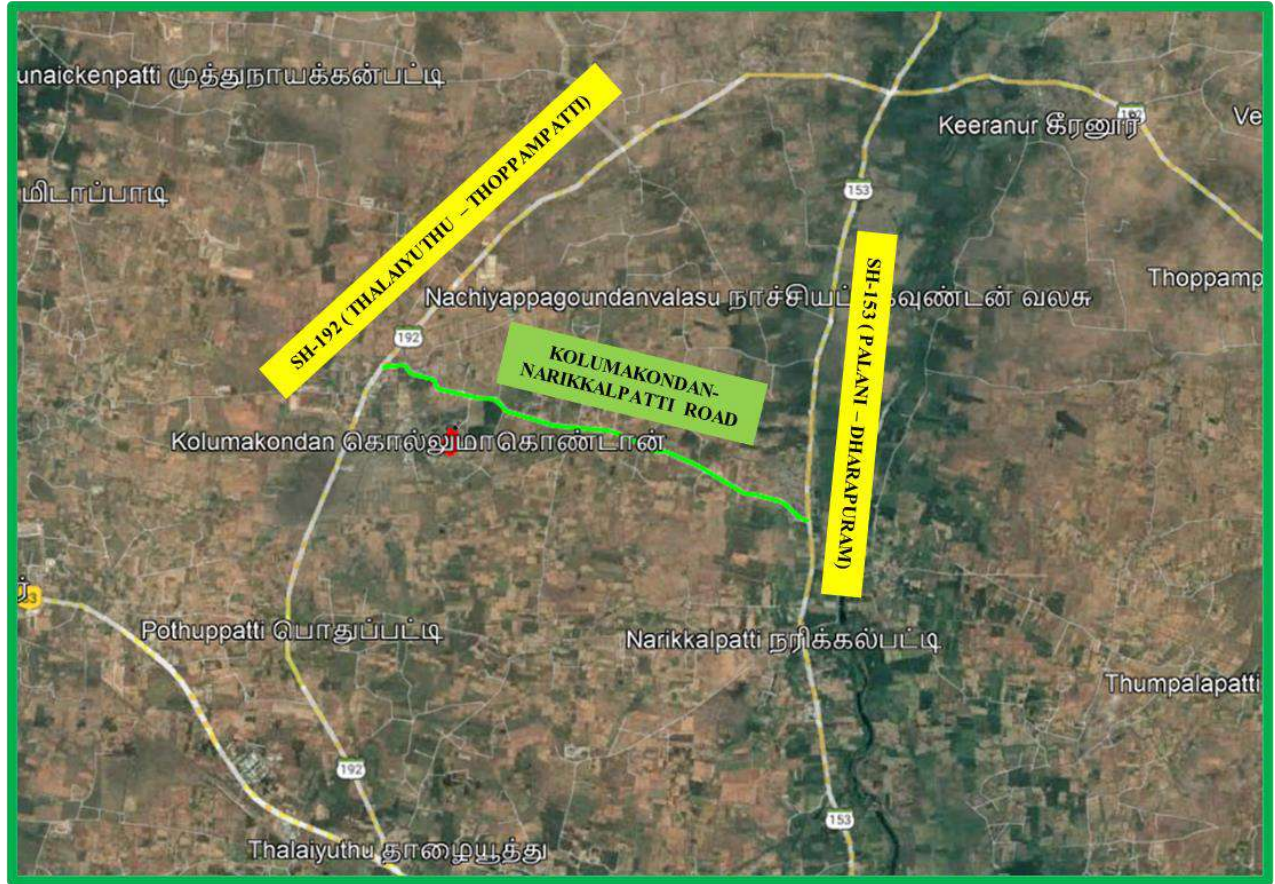 unaickenpatti முத்துநாயக்கன்பட்டி
192
Keeranur கீரனூர்
Ve
மிடாப்பாடி
153
SH-192 ( THALAIYUTHU – THOPPAMPATTI)
SH-153 ( PALANI – DHARAPURAM)
Thoppamp
Nachiyappagoundanvalasu நாச்சியப் வுண்டன் வலசு
192
KOLUMAKONDAN-
NARIKKALPATTI ROAD
Kolumakondan கொல்லுமாகொண்டான்
Pothuppatti பொதுப்பட்டி
Narikkalpatti நரிக்கல்பட்டி
Thumpalapatti
192
153
Thalaiyuthu தாழையூத்து